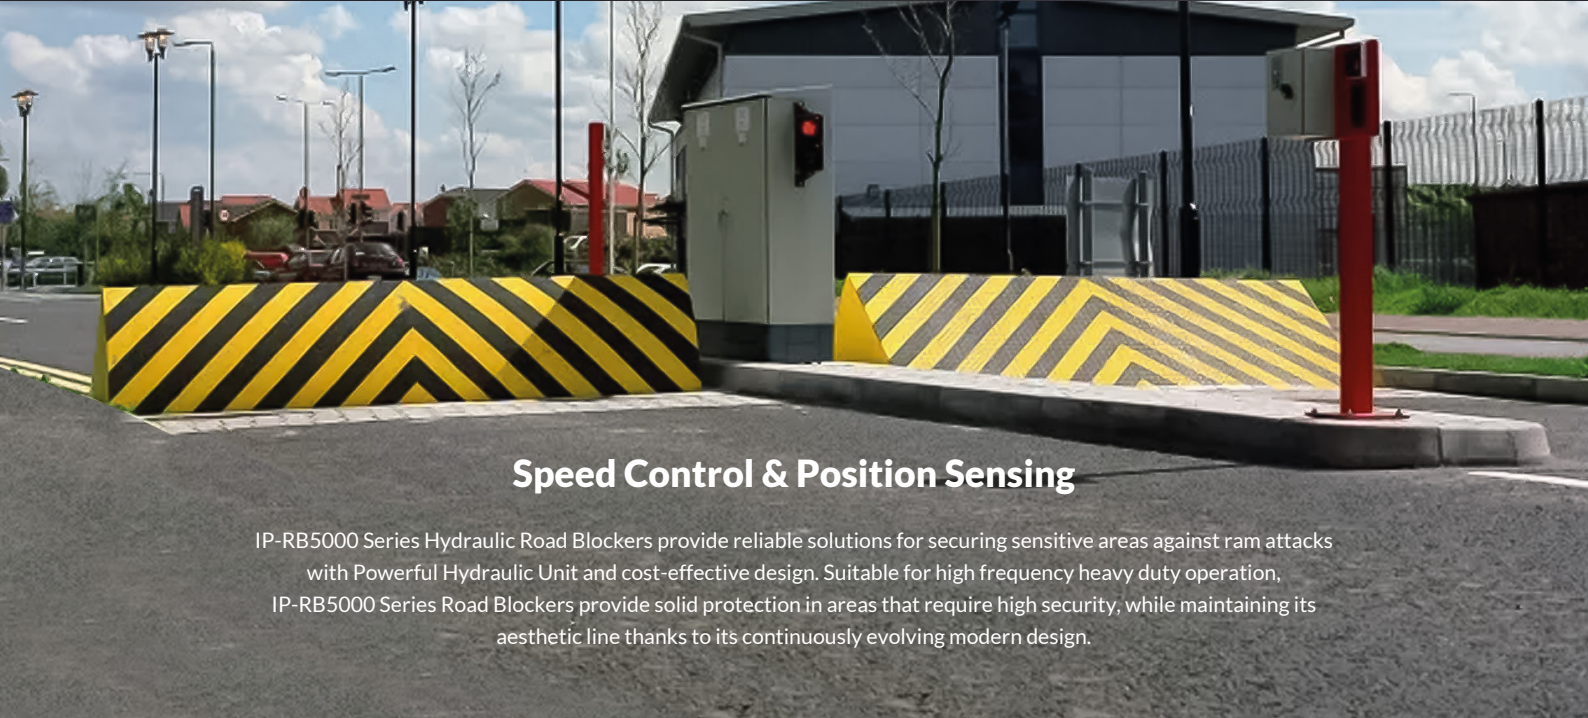 Speed Control & Position Sensing
IP-RB5000 Series Hydraulic Road Blockers provide reliable solutions for securing sensitive areas against ram attacks
with Powerful Hydraulic Unit and cost-effective design. Suitable for high frequency heavy duty operation,
IP-RB5000 Series Road Blockers provide solid protection in areas that require high security, while maintaining its
aesthetic line thanks to its continuously evolving modern design.